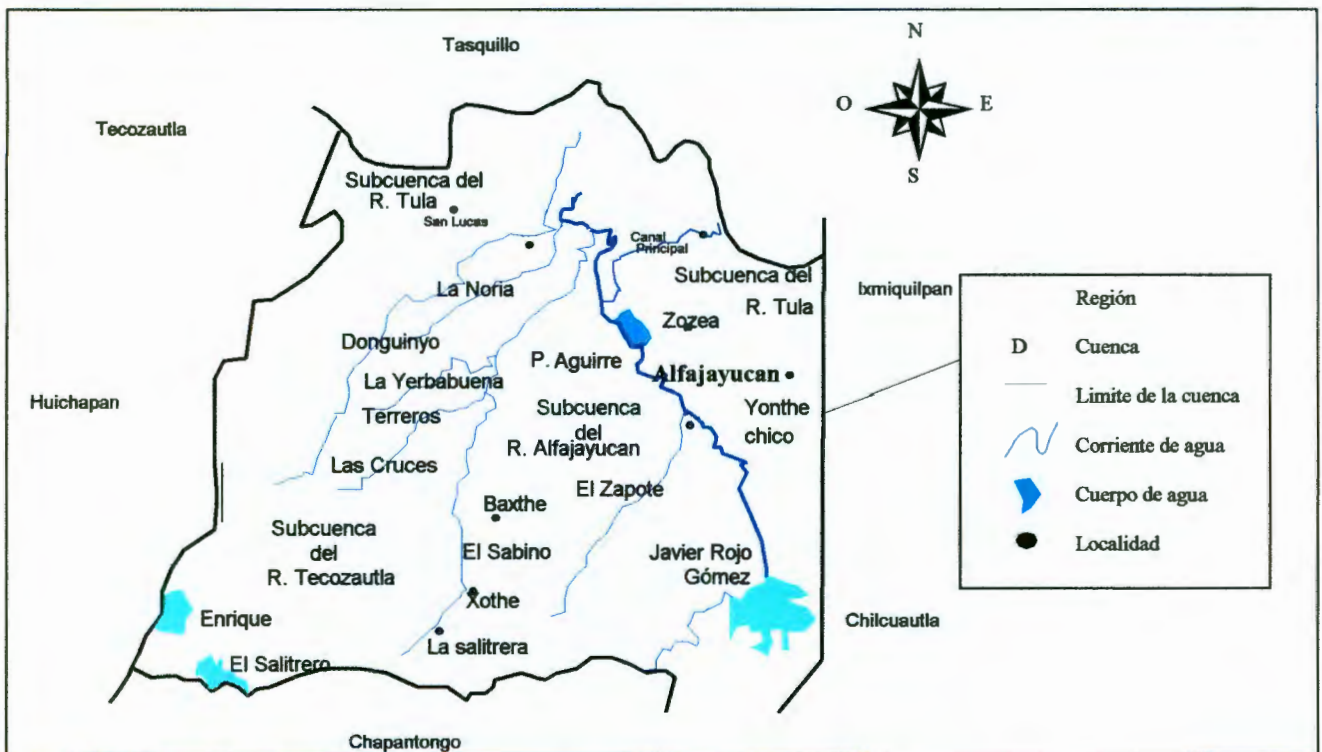 Tasquillo
N
O
E
S
Tecozautla
Subcuenca del
R. Tula
San Lucas
Canal
Principal
Subcuenca del
R. Tula
Ixmiquilpan
La Noria
Zozea
Donguinyo
P. Aguirre
Alfajayucan
La Yerbabuena
Huichapan
Terreros
Subcuenca
del
R. Alfajayucan
Yonthe
chico
Las Cruces
El Zapote
Baxthe
Subcuenca
del
R. Tecozautla
El Sabino
Javier Rojo
Gómez
Xothe
Enrique
La salitrera
El Salitrero
Chilcuautla
Chapantongo
Región
D Cuenca
Limite de la cuenca
Corriente de agua
Cuerpo de agua
Localidad